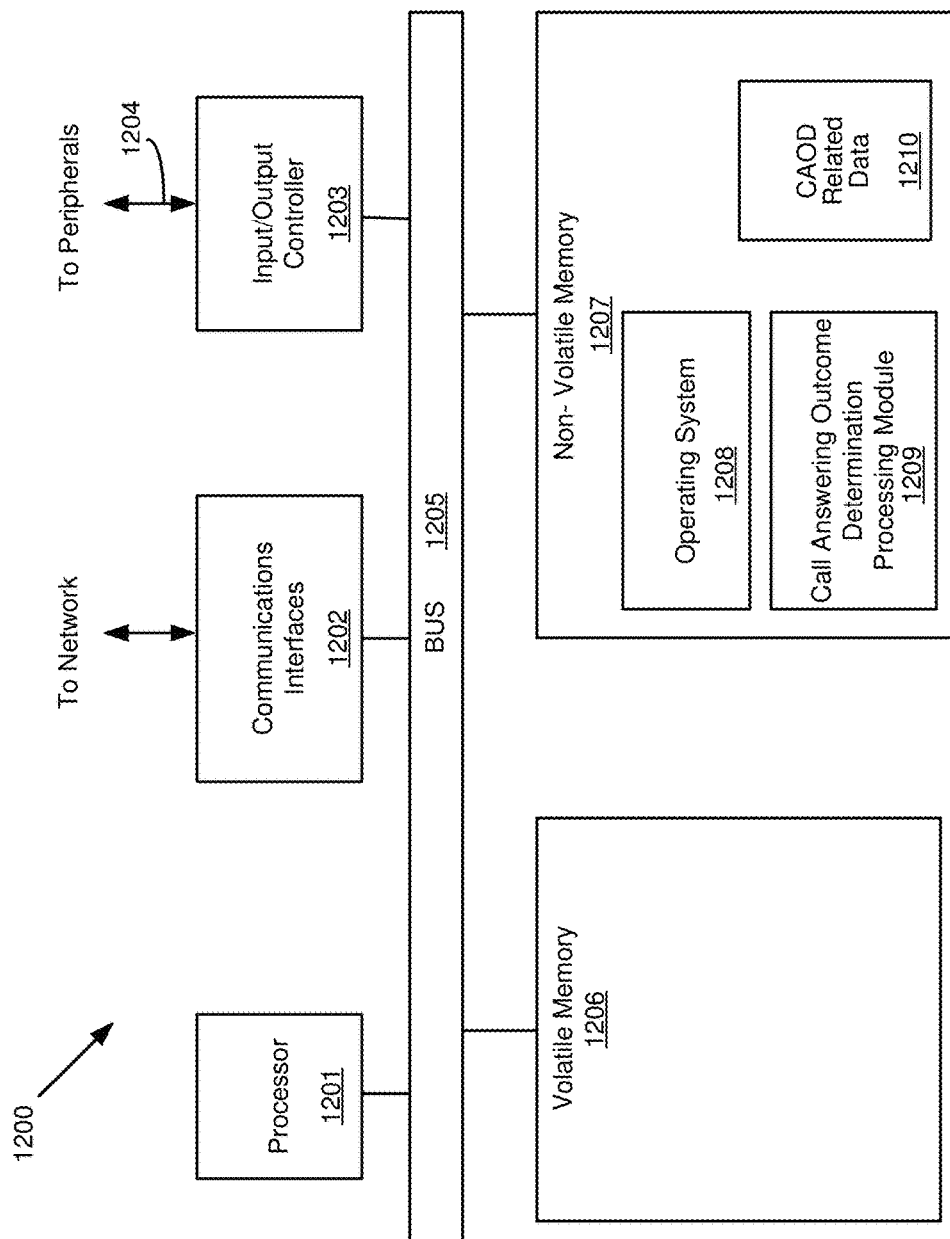 1200
To Network
To Peripherals
1204
Processor
1201
Communications
Interfaces
1202
Input/Output
Controller
1203
BUS
1205
Volatile Memory
1206
Non- Volatile Memory
1207
Operating System
1208
Call Answering Outcome
Determination
Processing Module
1209
CAOD
Related
Data
1210